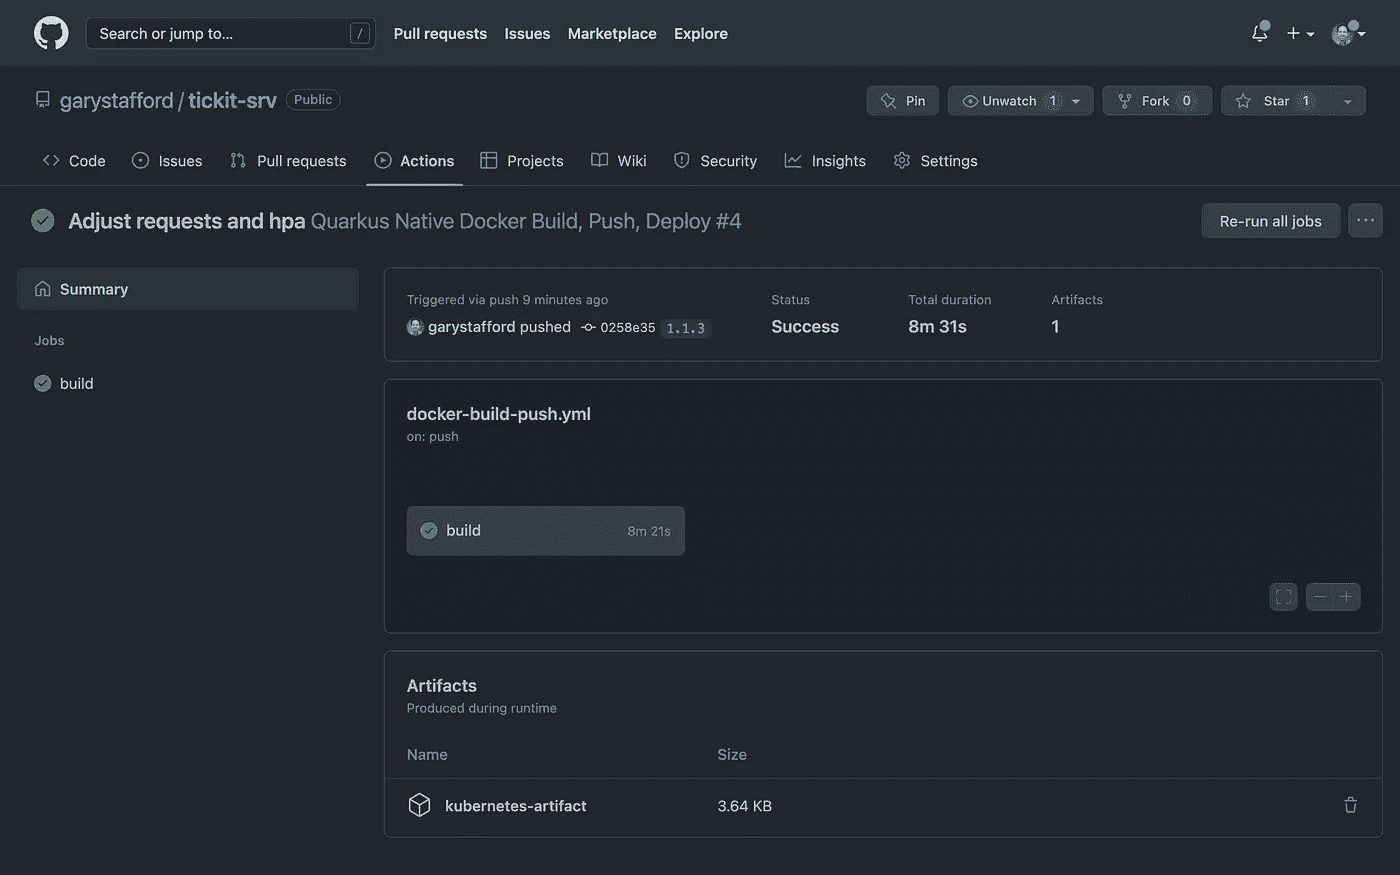 Search or jump to... / Pull requests Issues Marketplace Explore
garystafford / tickit-srv Public Pin Unwatch 1 Fork 0 Star 1
Code Issues Pull requests Actions Projects Wiki Security Insights Settings
Adjust requests and hpa Quarkus Native Docker Build, Push, Deploy #4 Re-run all jobs ...
Summary
Jobs
build
Triggered via push 9 minutes ago Status Total duration Artifacts
garystafford pushed 0258e35 1.1.3 Success 8m 31s 1
docker-build-push.yml
on: push
build 8m 21s
Artifacts
Produced during runtime
Name Size
kubernetes-artifact 3.64 KB